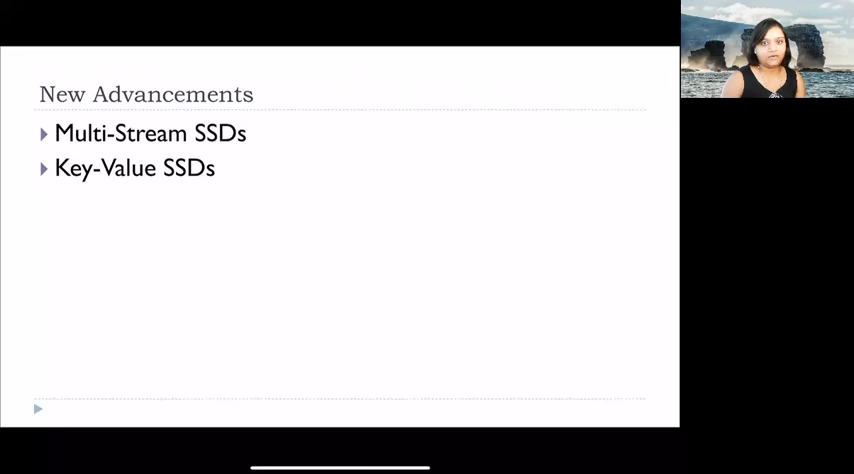 New Advancements
Multi-Stream SSDs
Key-Value SSDs